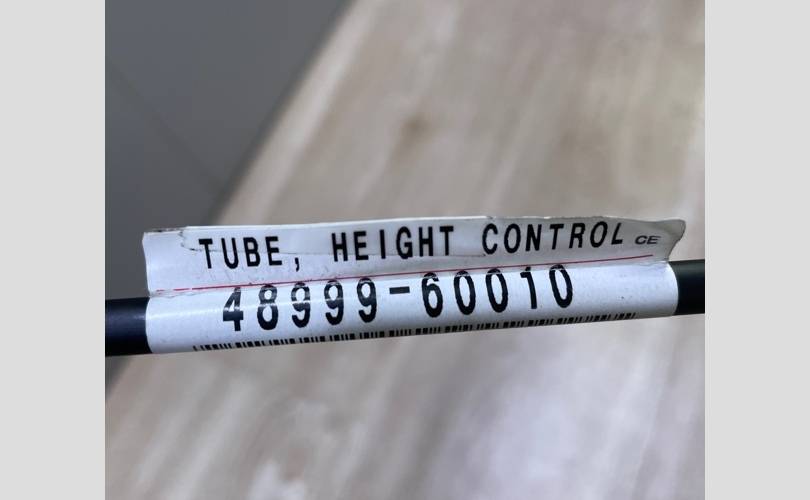 TUBE, HEIGHT CONTROL CE
48999-60010